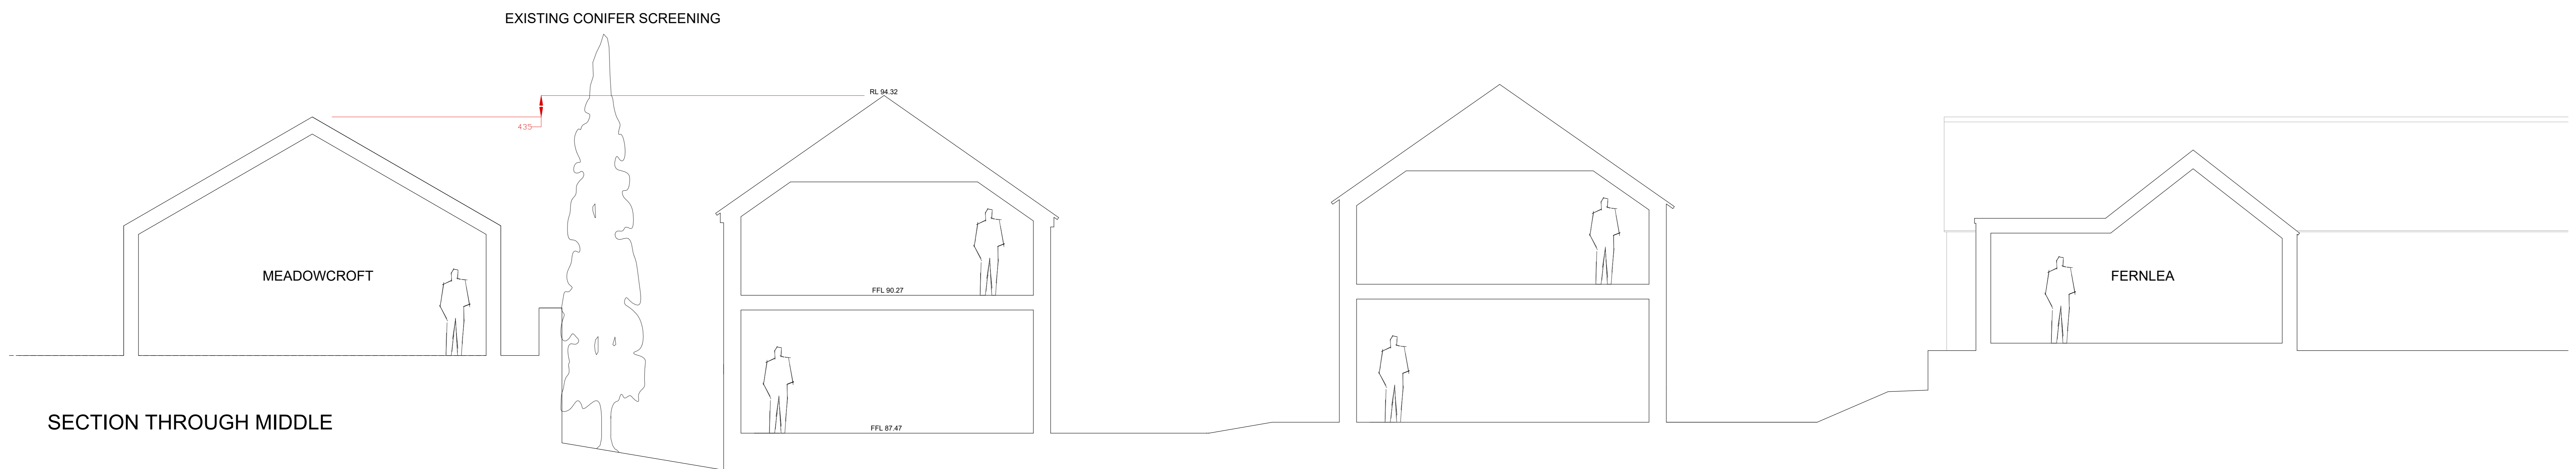 EXISTING CONIFER SCREENING
RL 94.32
435
MEADOWCROFT
FERNLEA
FFL 90.27
SECTION THROUGH MIDDLE
FFL 87.47